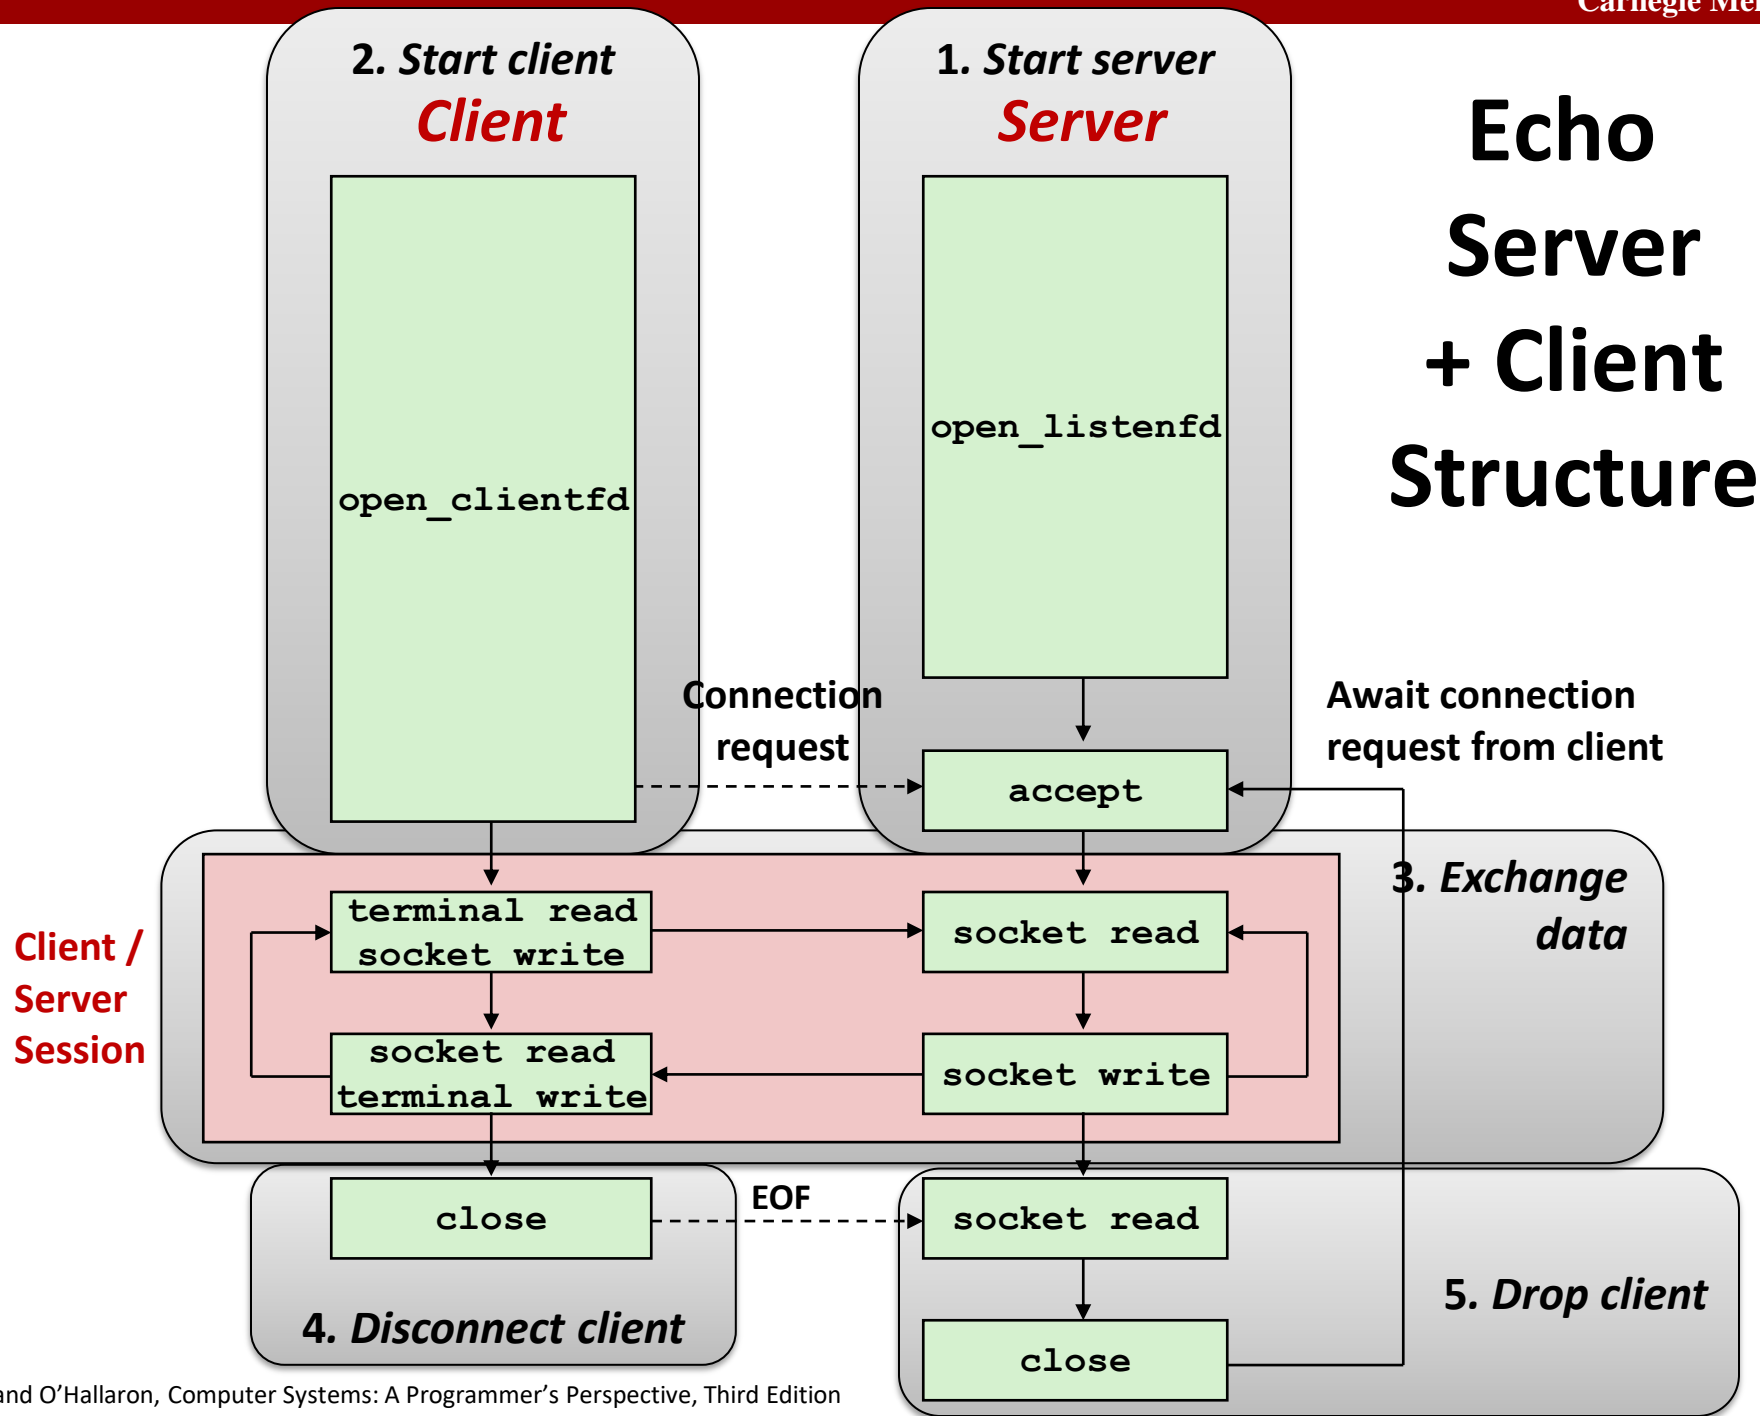 Carnegie Mel
2. Start client
Client
1. Start server
Server
Echo
Server
+ Client
Structure
open_clientfd
open_listenfd
Connection
request
Await connection
request from client
accept
3. Exchange
data
Client /
Server
Session
terminal read
socket write
socket read
socket read
terminal write
socket write
close
EOF
socket read
4. Disconnect client
5. Drop client
close
and O'Hallaron, Computer Systems: A Programmer's Perspective, Third Edition